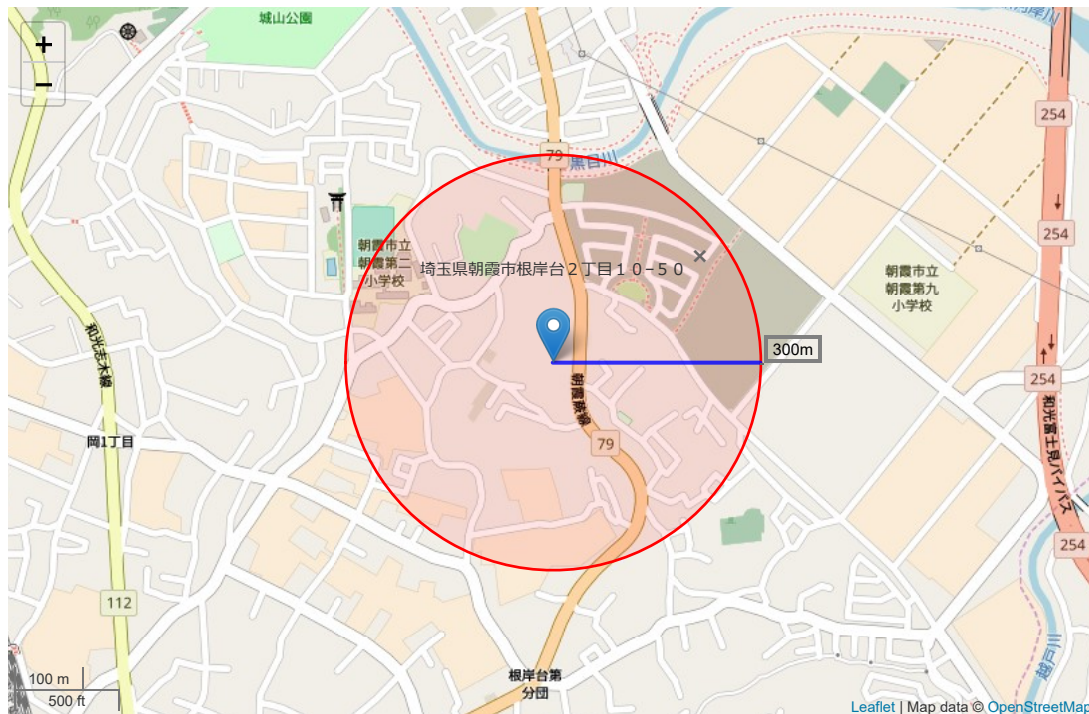 城山公園
+
−
254
79
黒目川
254
朝霞市立
朝霞第二
小学校
埼玉県朝霞市根岸台2丁目10−50
朝霞市立
朝霞第九
小学校
和光志木線
300m
254
朝霞蕨線
和光富士見バイパス
岡1丁目
79
254
112
越戸川
根岸台第
分団
100 m
500 ft
Leaflet | Map data © OpenStreetMap